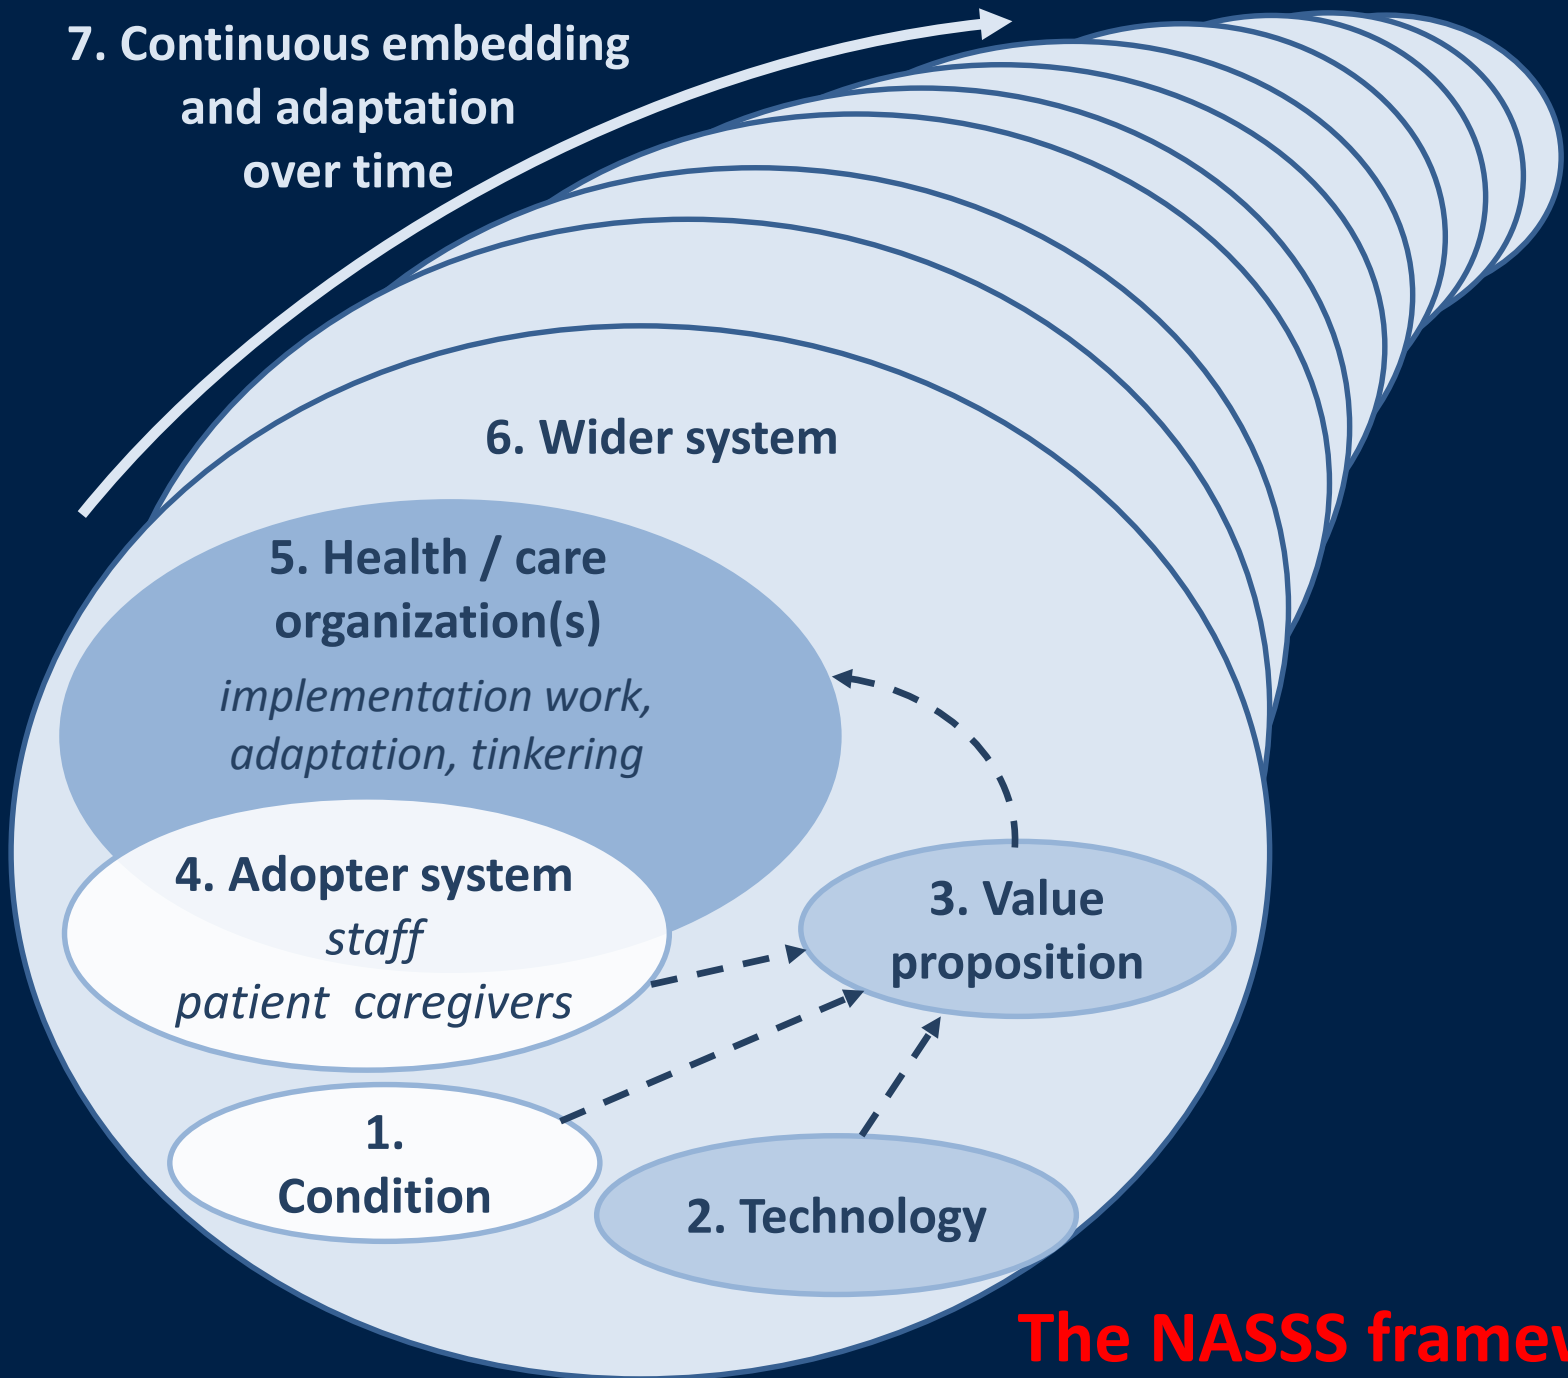 7. Continuous embedding
and adaptation
over time
6. Wider system
5. Health / care
organization(s)
implementation work,
adaptation, tinkering
4. Adopter system
staff
patient  caregivers
3. Value
proposition
1.
Condition
2. Technology
The NASSS